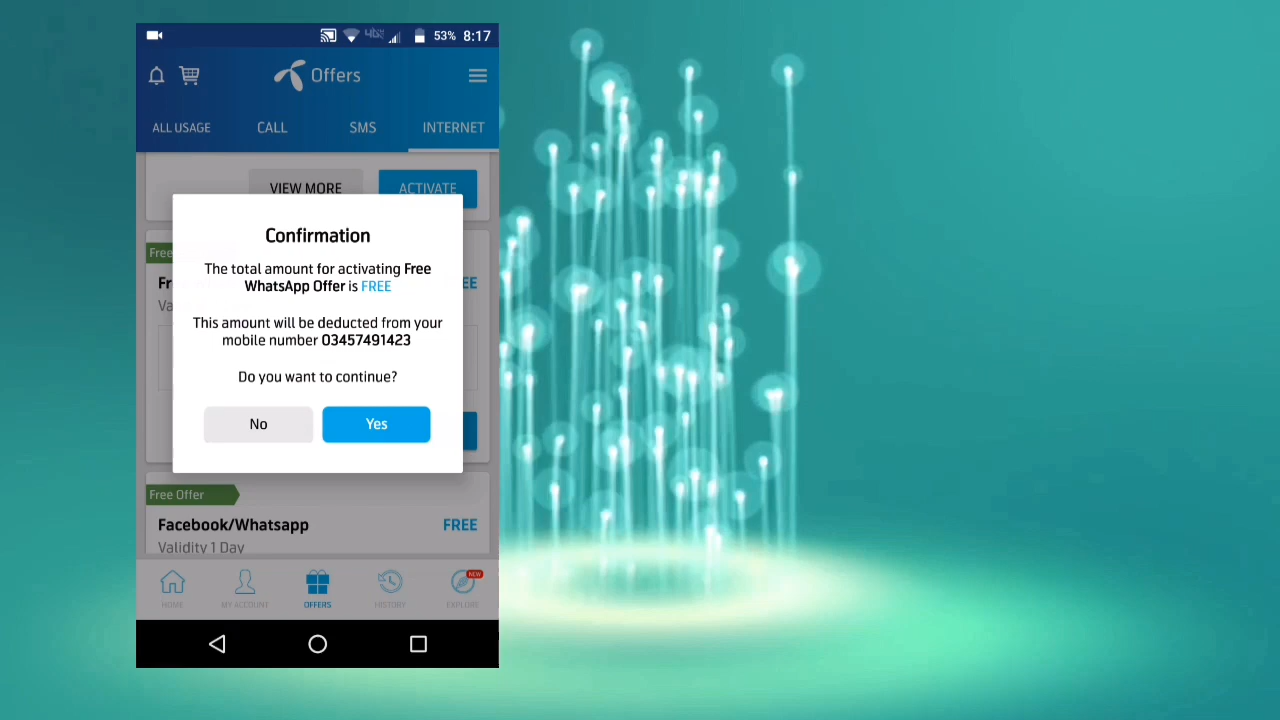 53% 8:17
Offers
ALL USAGE CALL SMS INTERNET
VIEW MORE ACTIVATE
Confirmation
The total amount for activating Free
WhatsApp Offer is FREE
This amount will be deducted from your
mobile number 03457491423
Do you want to continue?
No Yes
Free Offer
Facebook/Whatsapp FREE
Validity 1 Day
HOME MY ACCOUNT OFFERS HISTORY EXPLORE
NEW